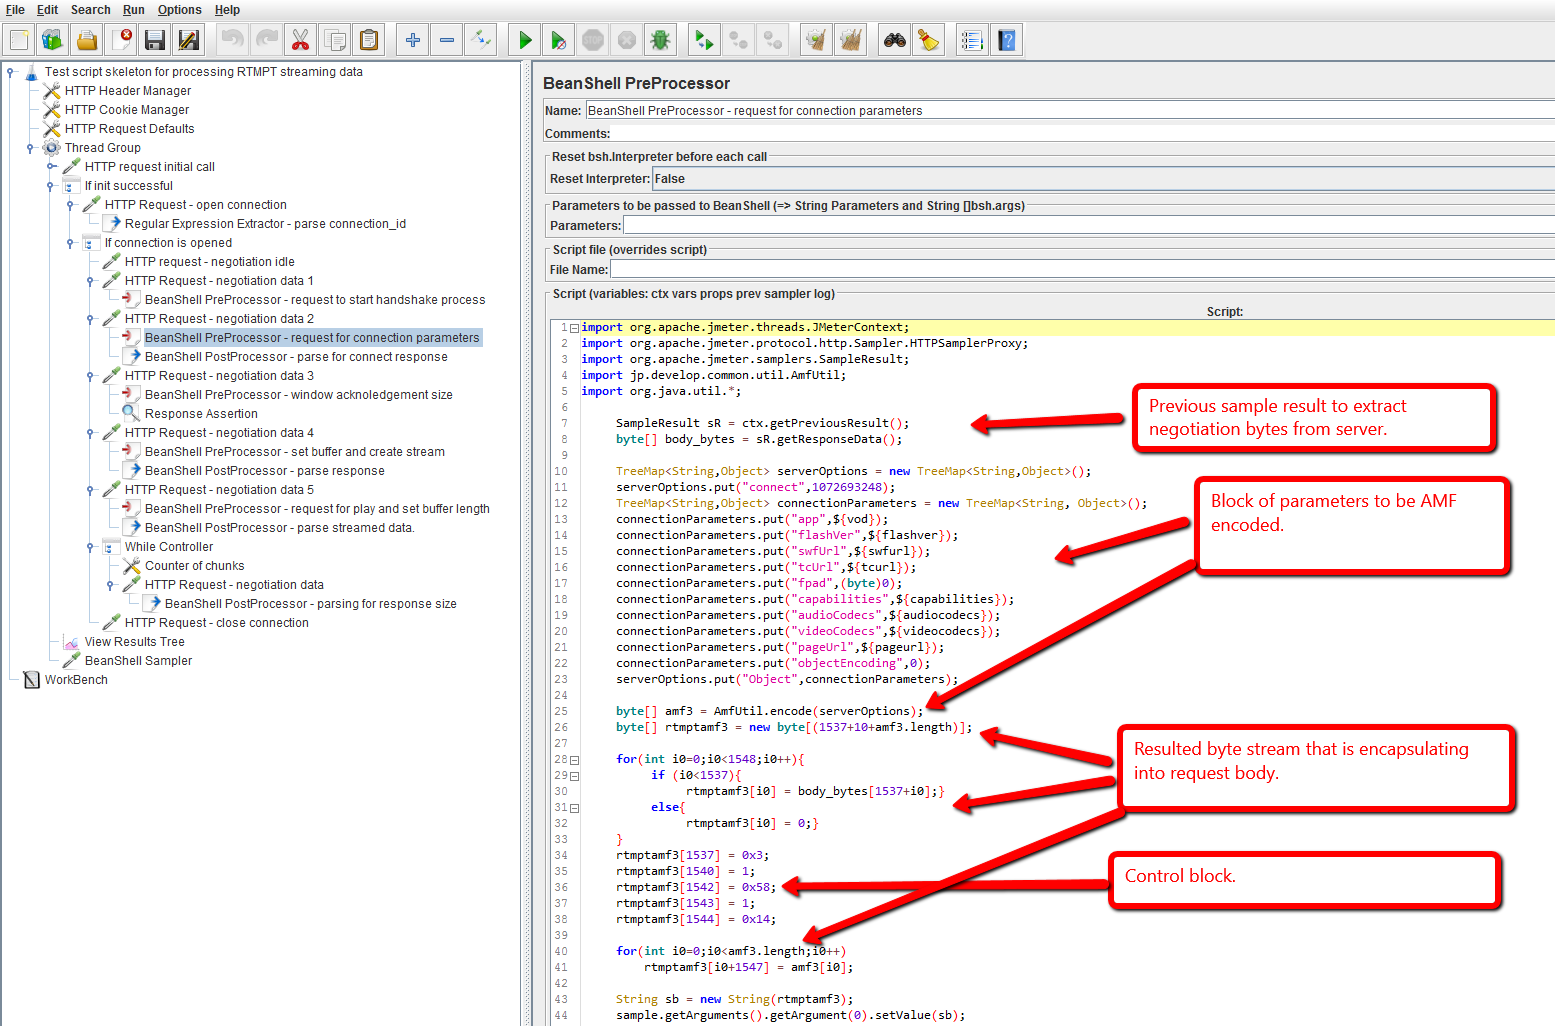 File Edit Search Run Options Help
Test script skeleton for processing RTMPT streaming data
HTTP Header Manager
HTTP Cookie Manager
HTTP Request Defaults
Thread Group
HTTP request initial call
If init successful
HTTP Request - open connection
Regular Expression Extractor - parse connection_id
If connection is opened
HTTP request - negotiation idle
HTTP Request - negotiation data 1
BeanShell PreProcessor - request to start handshake process
HTTP Request - negotiation data 2
BeanShell PreProcessor - request for connection parameters
BeanShell PostProcessor - parse for connect response
HTTP Request - negotiation data 3
BeanShell PreProcessor - window acknoledgement size
Response Assertion
HTTP Request - negotiation data 4
BeanShell PreProcessor - set buffer and create stream
BeanShell PostProcessor - parse response
HTTP Request - negotiation data 5
BeanShell PreProcessor - request for play and set buffer length
BeanShell PostProcessor - parse streamed data.
While Controller
Counter of chunks
HTTP Request - negotiation data
BeanShell PostProcessor - parsing for response size
HTTP Request - close connection
View Results Tree
BeanShell Sampler
WorkBench
BeanShell PreProcessor
Name: BeanShell PreProcessor - request for connection parameters
Comments:
Reset bsh.Interpreter before each call
Reset Interpreter: False
Parameters to be passed to BeanShell (=> String Parameters and String []bsh.args)
Parameters:
Script file (overrides script)
File Name:
Script (variables: ctx vars props prev sampler log)
Script:
1 import org.apache.jmeter.threads.JMeterContext;
2 import org.apache.jmeter.protocol.http.Sampler.HTTPSamplerProxy;
3 import org.apache.jmeter.samplers.SampleResult;
4 import jp.develop.common.util.AmfUtil;
5 import org.java.util.*;
6
7 SampleResult sR = ctx.getPreviousResult();
8 byte[] body_bytes = sR.getResponseData();
9
10 TreeMap<String,Object> serverOptions = new TreeMap<String,Object>();
11 serverOptions.put("connect",1072693248);
12 TreeMap<String,Object> connectionParameters = new TreeMap<String, Object>();
13 connectionParameters.put("app",${vod});
14 connectionParameters.put("flashVer",${flashver});
15 connectionParameters.put("swfUrl",${swfurl});
16 connectionParameters.put("tcUrl",${tcurl});
17 connectionParameters.put("fpad",(byte)0);
18 connectionParameters.put("capabilities",${capabilities});
19 connectionParameters.put("audioCodecs",${audiocodecs});
20 connectionParameters.put("videoCodecs",${videocodecs});
21 connectionParameters.put("pageUrl",${pageurl});
22 connectionParameters.put("objectEncoding",0);
23 serverOptions.put("Object",connectionParameters);
24
25 byte[] amf3 = AmfUtil.encode(serverOptions);
26 byte[] rtmptamf3 = new byte[(1537+10+amf3.length)];
27
28 for(int i0=0;i0<1548;i0++){
29 if (i0<1537){
30 rtmptamf3[i0] = body_bytes[1537+i0];}
31 else{
32 rtmptamf3[i0] = 0;}
33 }
34 rtmptamf3[1537] = 0x3;
35 rtmptamf3[1540] = 1;
36 rtmptamf3[1542] = 0x58;
37 rtmptamf3[1543] = 1;
38 rtmptamf3[1544] = 0x14;
39
40 for(int i0=0;i0<amf3.length;i0++)
41 rtmptamf3[i0+1547] = amf3[i0];
42
43 String sb = new String(rtmptamf3);
44 sample.getArguments().getArgument(0).setValue(sb);
Previous sample result to extract
negotiation bytes from server.
Block of parameters to be AMF
encoded.
Resulted byte stream that is encapsulating
into request body.
Control block.